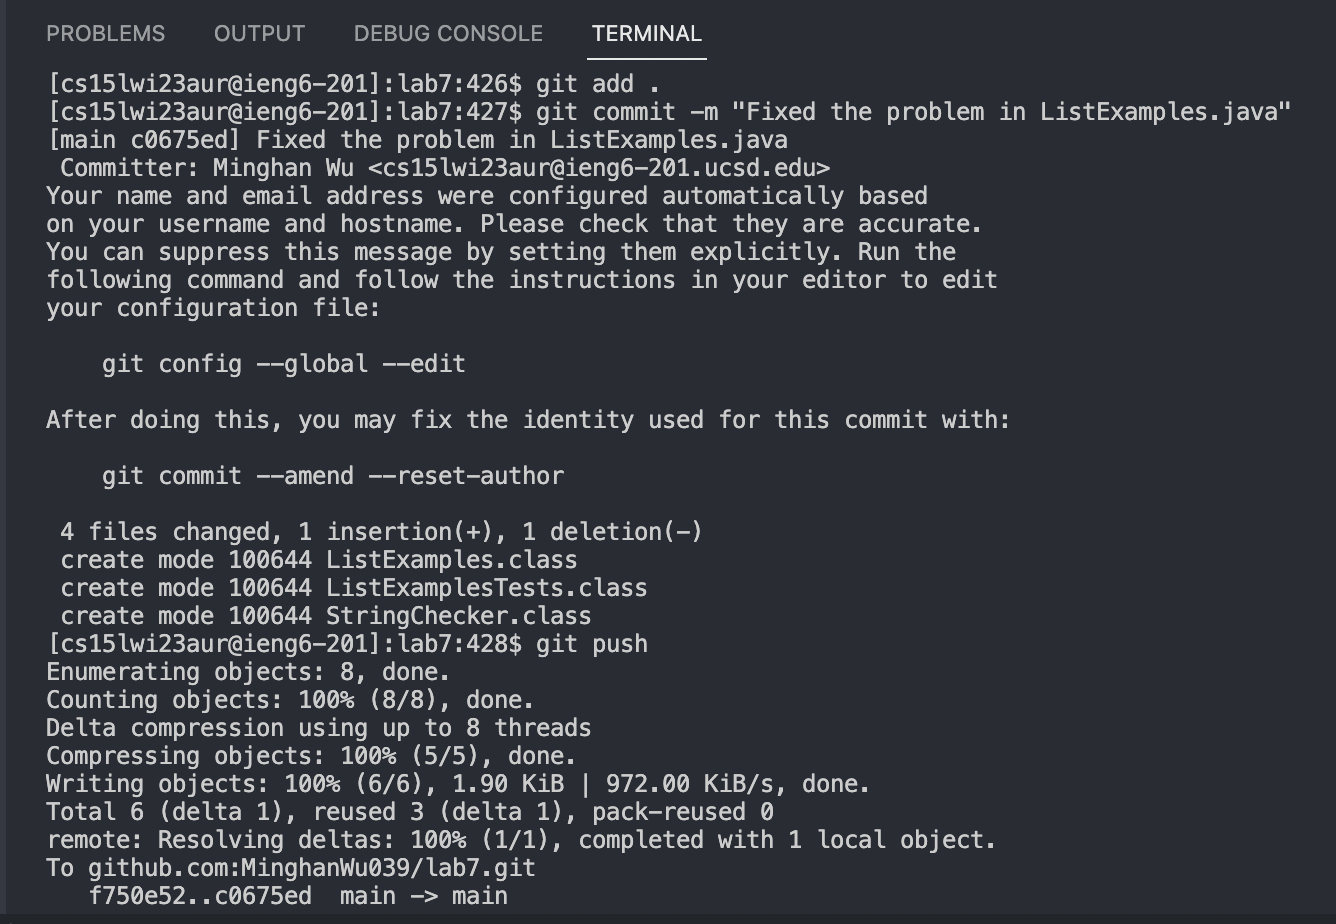 PROBLEMS OUTPUT DEBUG CONSOLE TERMINAL
[cs15lwi23aur@ieng6-201]:lab7:426$ git add .
[cs15lwi23aur@ieng6-201]:lab7:427$ git commit -m "Fixed the problem in ListExamples.java"
[main c0675ed] Fixed the problem in ListExamples.java
 Committer: Minghan Wu <cs15lwi23aur@ieng6-201.ucsd.edu>
Your name and email address were configured automatically based
on your username and hostname. Please check that they are accurate.
You can suppress this message by setting them explicitly. Run the
following command and follow the instructions in your editor to edit
your configuration file:

    git config --global --edit

After doing this, you may fix the identity used for this commit with:

    git commit --amend --reset-author

 4 files changed, 1 insertion(+), 1 deletion(-)
 create mode 100644 ListExamples.class
 create mode 100644 ListExamplesTests.class
 create mode 100644 StringChecker.class
[cs15lwi23aur@ieng6-201]:lab7:428$ git push
Enumerating objects: 8, done.
Counting objects: 100% (8/8), done.
Delta compression using up to 8 threads
Compressing objects: 100% (5/5), done.
Writing objects: 100% (6/6), 1.90 KiB | 972.00 KiB/s, done.
Total 6 (delta 1), reused 3 (delta 1), pack-reused 0
remote: Resolving deltas: 100% (1/1), completed with 1 local object.
To github.com:MinghanWu039/lab7.git
   f750e52..c0675ed  main -> main